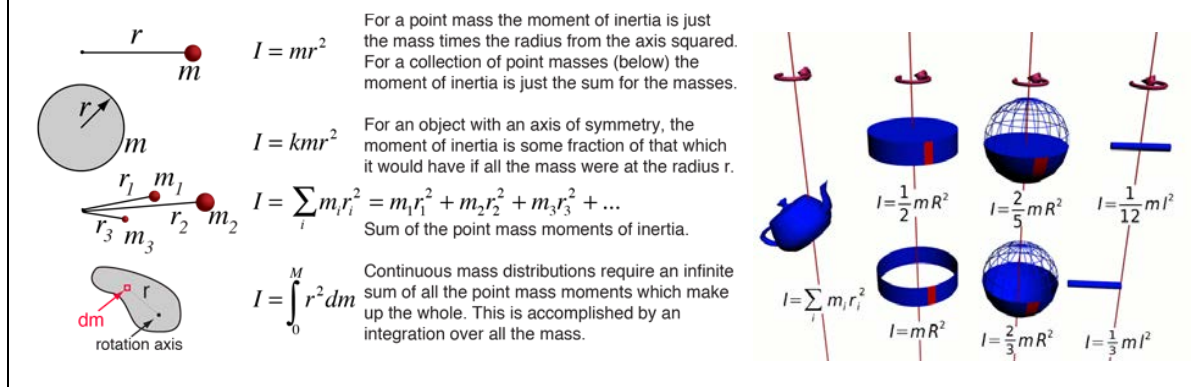 r
m
I = mr²
For a point mass the moment of inertia is just
the mass times the radius from the axis squared.
For a collection of point masses (below) the
moment of inertia is just the sum for the masses.
r
m
I = kmr²
For an object with an axis of symmetry, the
moment of inertia is some fraction of that which
it would have if all the mass were at the radius r.
r₁ m₁
r₂ m₂
r₃ m₃
I = ∑ᵢ mᵢrᵢ² = m₁r₁² + m₂r₂² + m₃r₃² + ...
Sum of the point mass moments of inertia.
r
dm
rotation axis
I = ∫₀ᴹ r²dm
Continuous mass distributions require an infinite
sum of all the point mass moments which make
up the whole. This is accomplished by an
integration over all the mass.
I=½mR²
I=⅖mR²
I=1/12 ml²
I=∑ᵢ mᵢrᵢ²
I=mR²
I=⅔mR²
I=⅓ml²